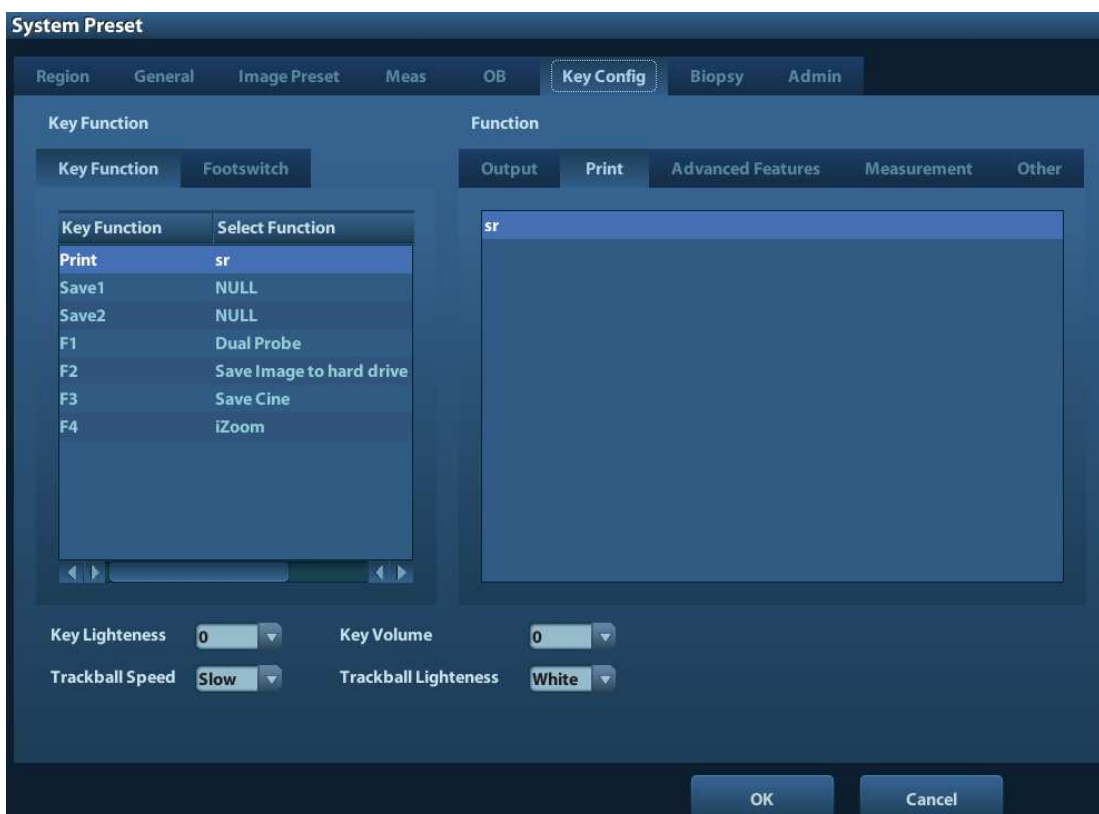 System Preset
Region General Image Preset Meas OB Key Config Biopsy Admin
Key Function Function
Key Function Footswitch Output Print Advanced Features Measurement Other
Key Function Select Function sr
Print sr
Save1 NULL
Save2 NULL
F1 Dual Probe
F2 Save Image to hard drive
F3 Save Cine
F4 iZoom
Key Lighteness 0 Key Volume 0
Trackball Speed Slow Trackball Lighteness White
OK Cancel